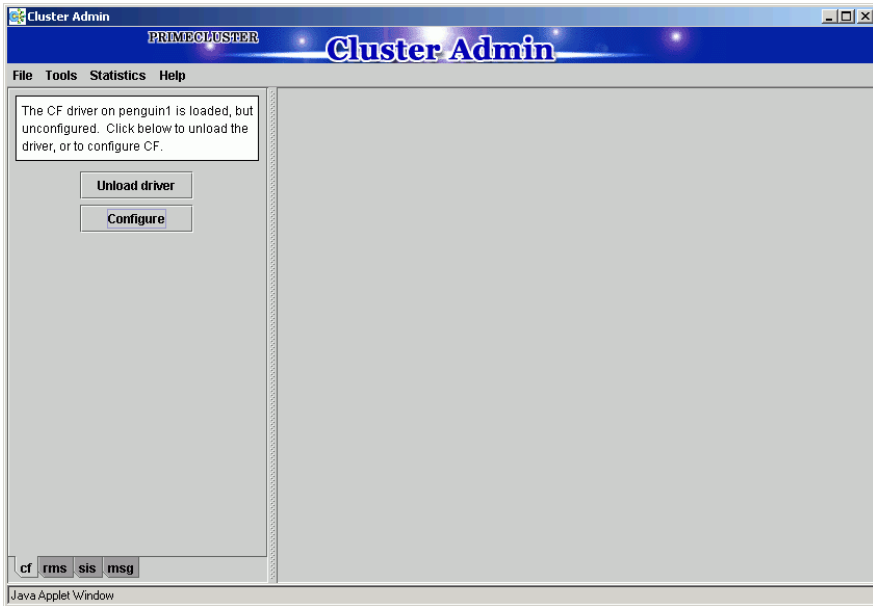 Cluster Admin
PRIMECLUSTER
Cluster Admin
File Tools Statistics Help
The CF driver on penguin1 is loaded, but
unconfigured. Click below to unload the
driver, or to configure CF.
Unload driver
Configure
cf rms sis msg
Java Applet Window